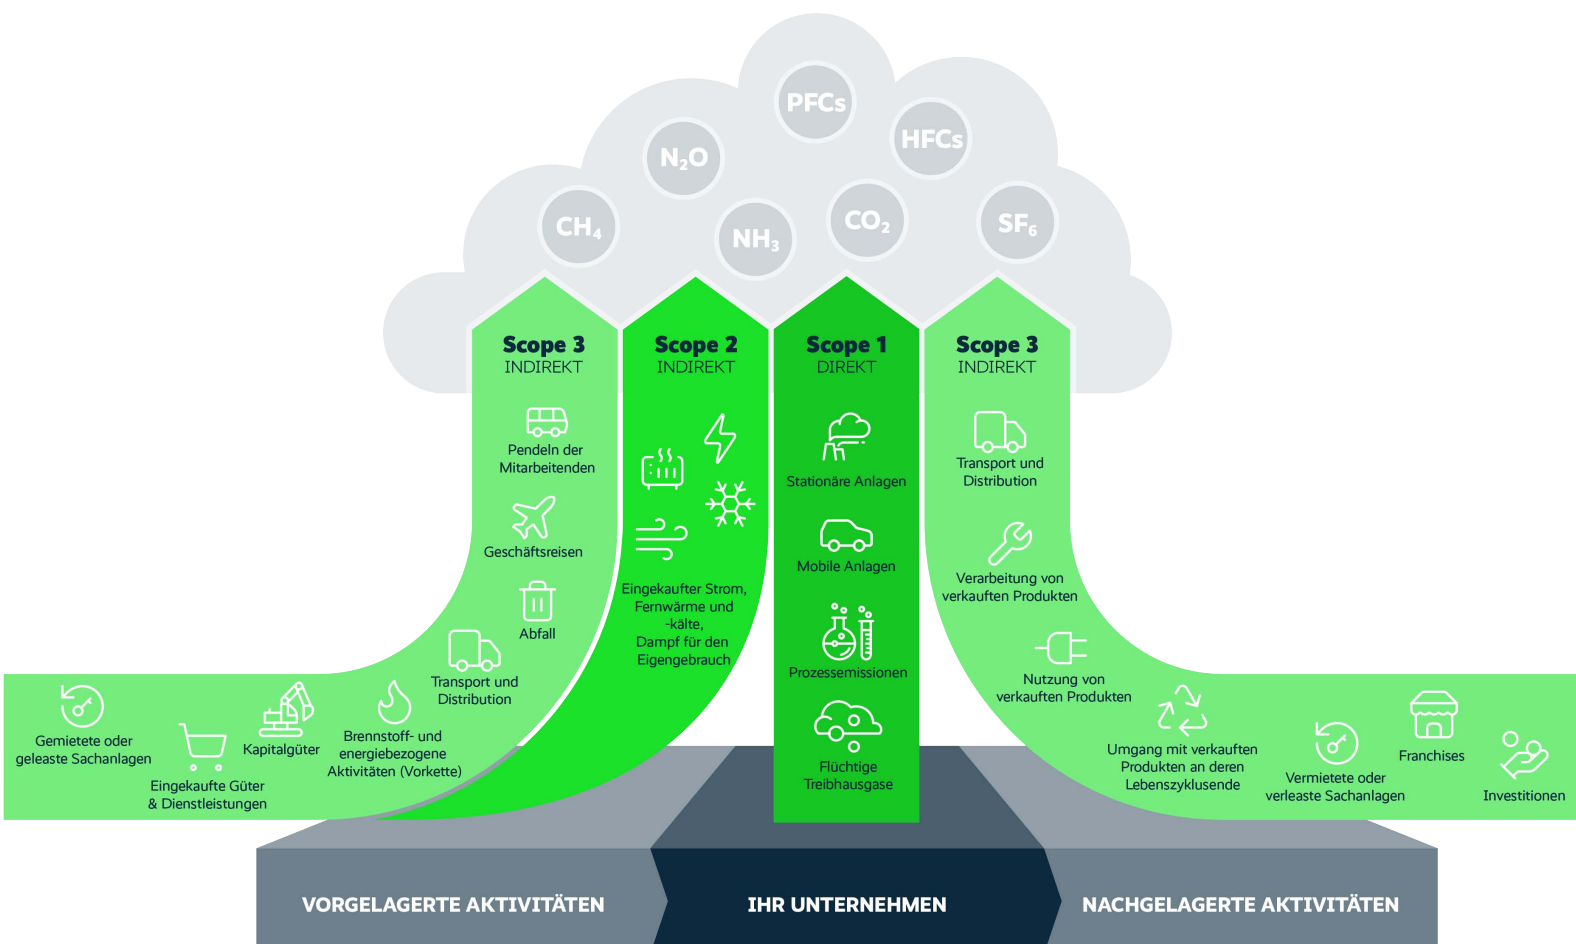 PFCs
HFCs
N₂O
CH₄
NH₃
CO₂
SF₆
Scope 3
INDIREKT
Pendeln der
Mitarbeitenden
Geschäftsreisen
Abfall
Transport und
Distribution
Brennstoff- und
energiebezogene
Aktivitäten (Vorkette)
Kapitalgüter
Eingekaufte Güter
& Dienstleistungen
Gemietete oder
geleaste Sachanlagen
Scope 2
INDIREKT
Eingekaufter Strom,
Fernwärme und
-kälte,
Dampf für den
Eigengebrauch
Scope 1
DIREKT
Stationäre Anlagen
Mobile Anlagen
Prozessemissionen
Flüchtige
Treibhausgase
Scope 3
INDIREKT
Transport und
Distribution
Verarbeitung von
verkauften Produkten
Nutzung von
verkauften Produkten
Umgang mit verkauften
Produkten an deren
Lebenszyklusende
Vermietete oder
verleaste Sachanlagen
Franchises
Investitionen
VORGELAGERTE AKTIVITÄTEN
IHR UNTERNEHMEN
NACHGELAGERTE AKTIVITÄTEN